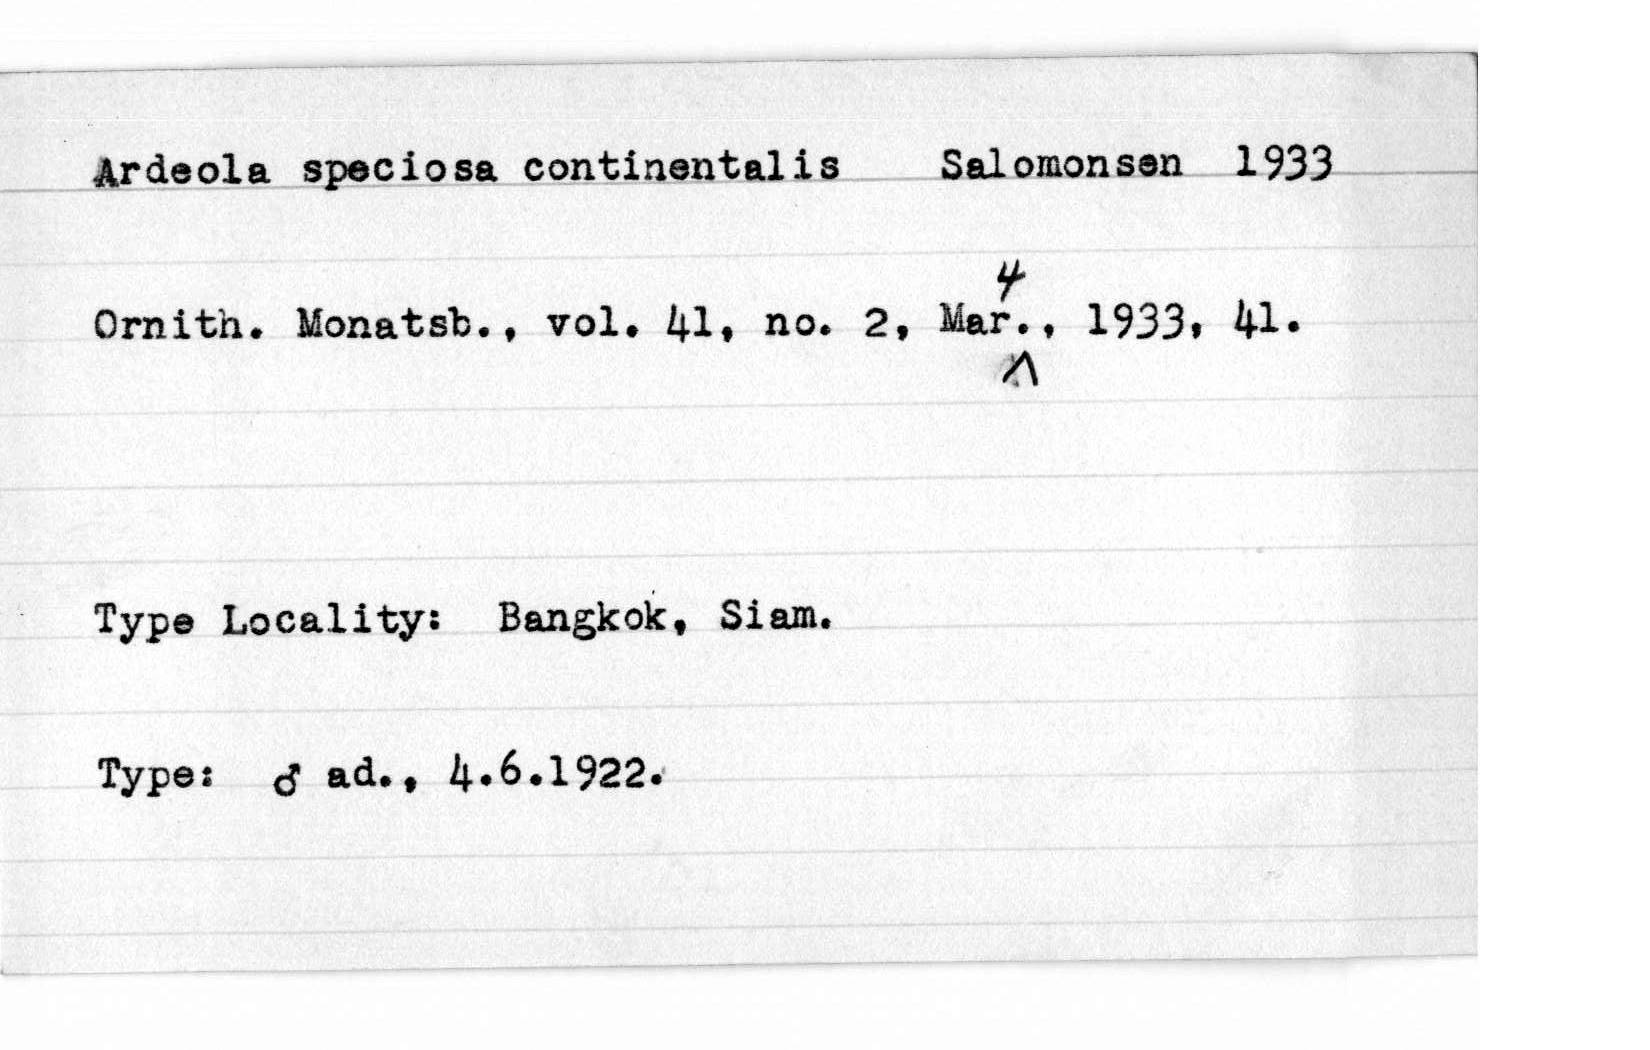 Ardeola speciosa continentalis Salomonsen 1933
Ornith. Monatsb., vol. 41, no. 2, Mar. 4, 1933, 41.
Type Locality: Bangkok, Siam.
Type: ♂ ad., 4.6.1922.